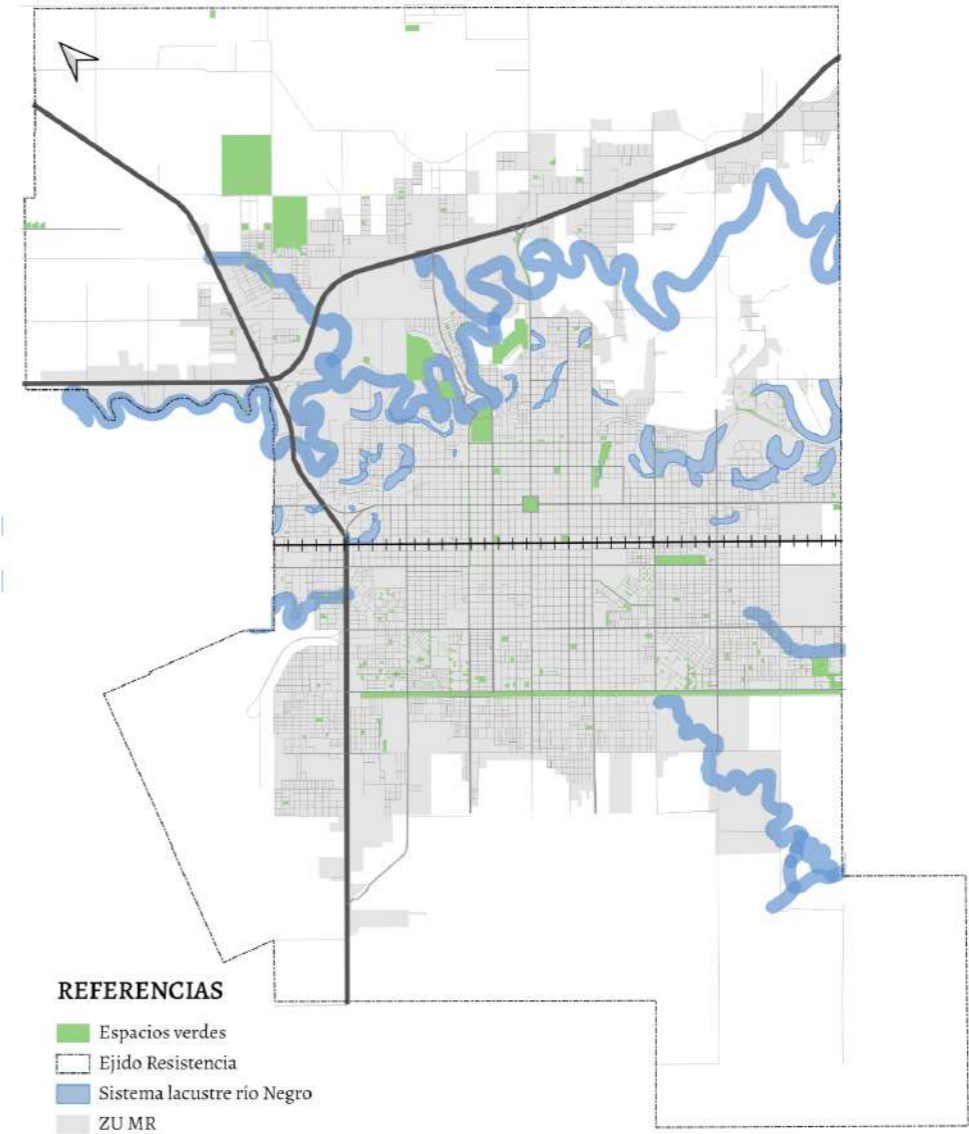 REFERENCIAS
Espacios verdes
Ejido Resistencia
Sistema lacustre río Negro
ZU MR